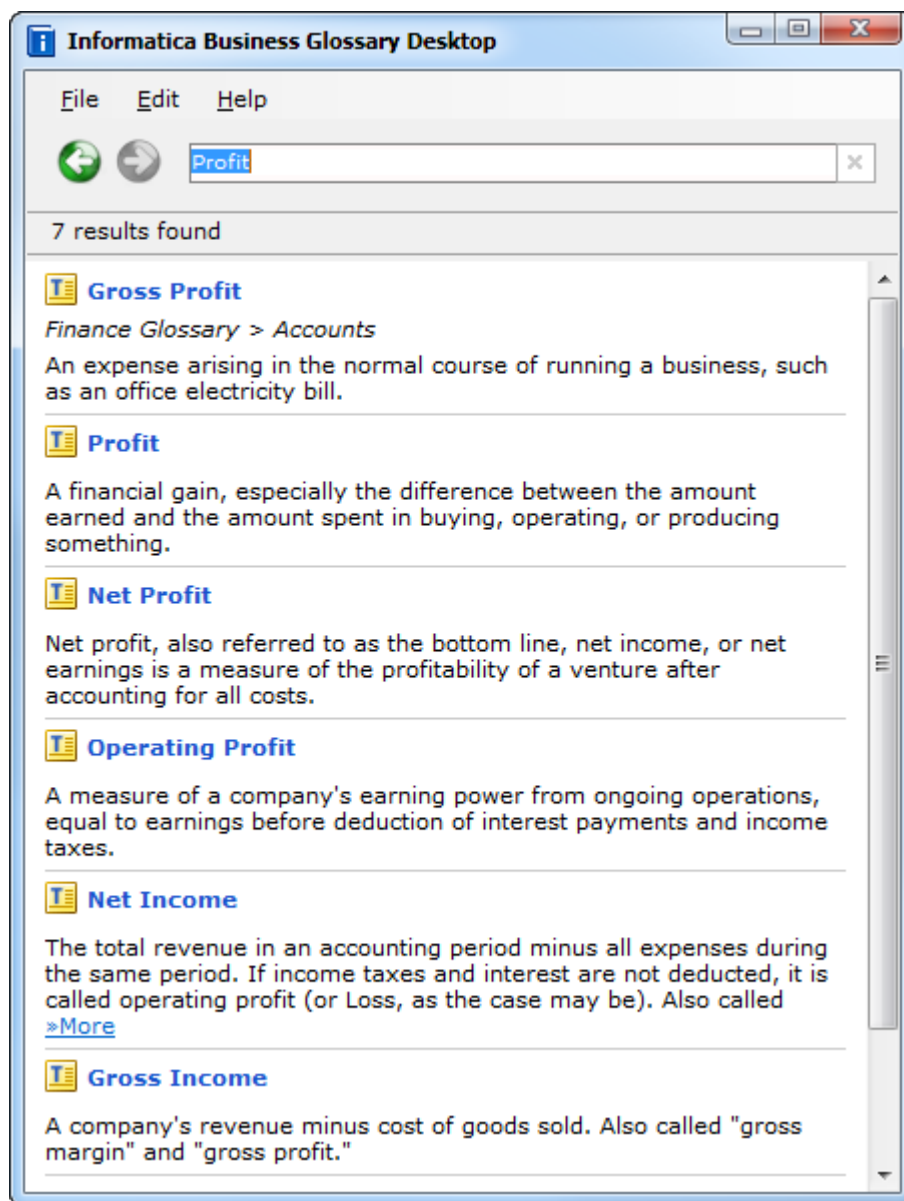 Informatica Business Glossary Desktop
File Edit Help
Profit
7 results found
Gross Profit
Finance Glossary > Accounts
An expense arising in the normal course of running a business, such
as an office electricity bill.
Profit
A financial gain, especially the difference between the amount
earned and the amount spent in buying, operating, or producing
something.
Net Profit
Net profit, also referred to as the bottom line, net income, or net
earnings is a measure of the profitability of a venture after
accounting for all costs.
Operating Profit
A measure of a company's earning power from ongoing operations,
equal to earnings before deduction of interest payments and income
taxes.
Net Income
The total revenue in an accounting period minus all expenses during
the same period. If income taxes and interest are not deducted, it is
called operating profit (or Loss, as the case may be). Also called
»More
Gross Income
A company's revenue minus cost of goods sold. Also called "gross
margin" and "gross profit."